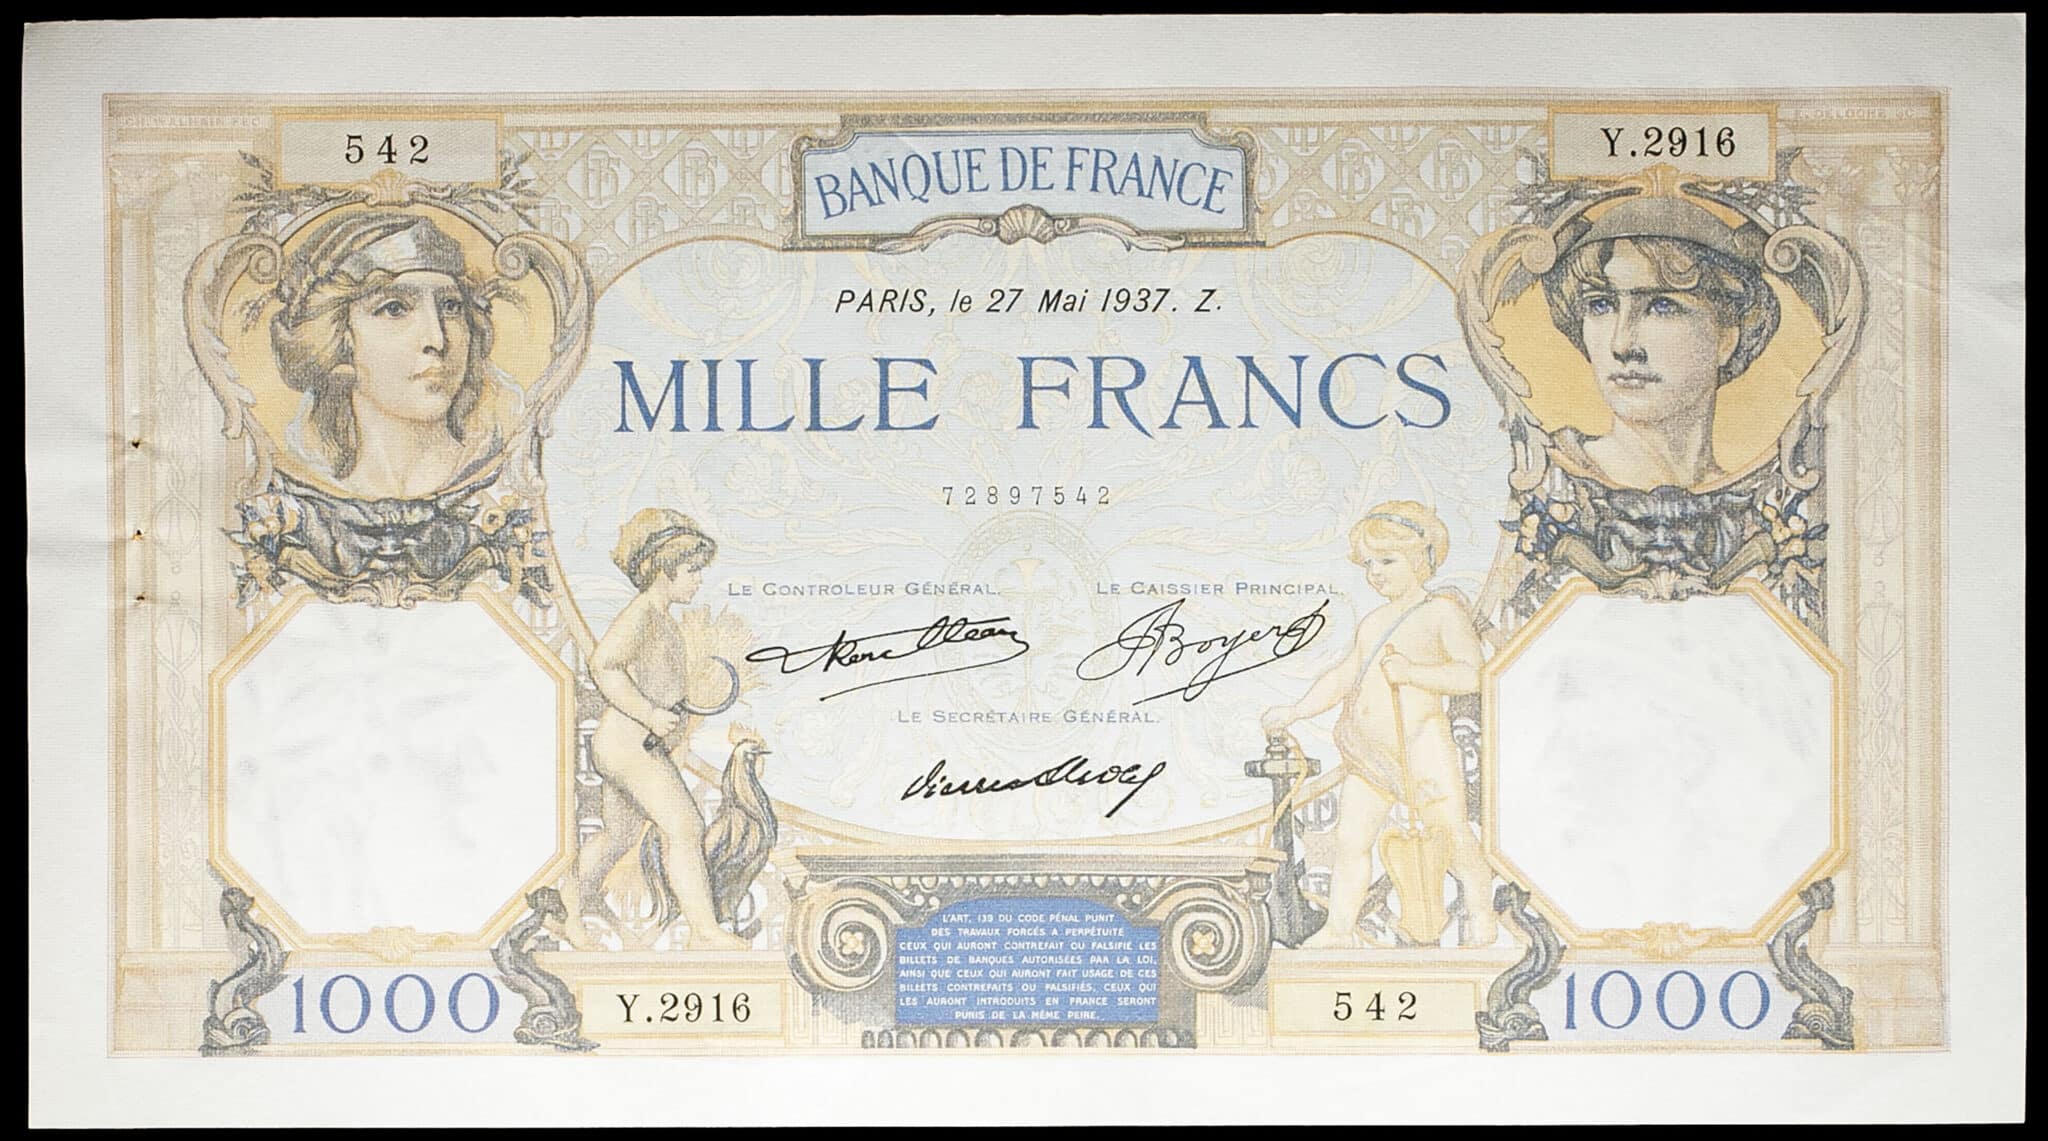 542
Y.2916
BANQUE DE FRANCE
PARIS, le 27 Mai 1937. Z.
MILLE FRANCS
72897542
LE CONTROLEUR GÉNÉRAL.
LE CAISSIER PRINCIPAL.
Boyer
LE SECRÉTAIRE GÉNÉRAL.
L'ART. 139 DU CODE PÉNAL PUNIT
DES TRAVAUX FORCÉS A PERPÉTUITÉ
CEUX QUI AURONT CONTREFAIT OU FALSIFIÉ LES
BILLETS DE BANQUES AUTORISÉES PAR LA LOI,
AINSI QUE CEUX QUI AURONT FAIT USAGE DE CES
BILLETS CONTREFAITS OU FALSIFIÉS. CEUX QUI
LES AURONT INTRODUITS EN FRANCE SERONT
PUNIS DE LA MÊME PEINE.
1000
Y.2916
542
1000